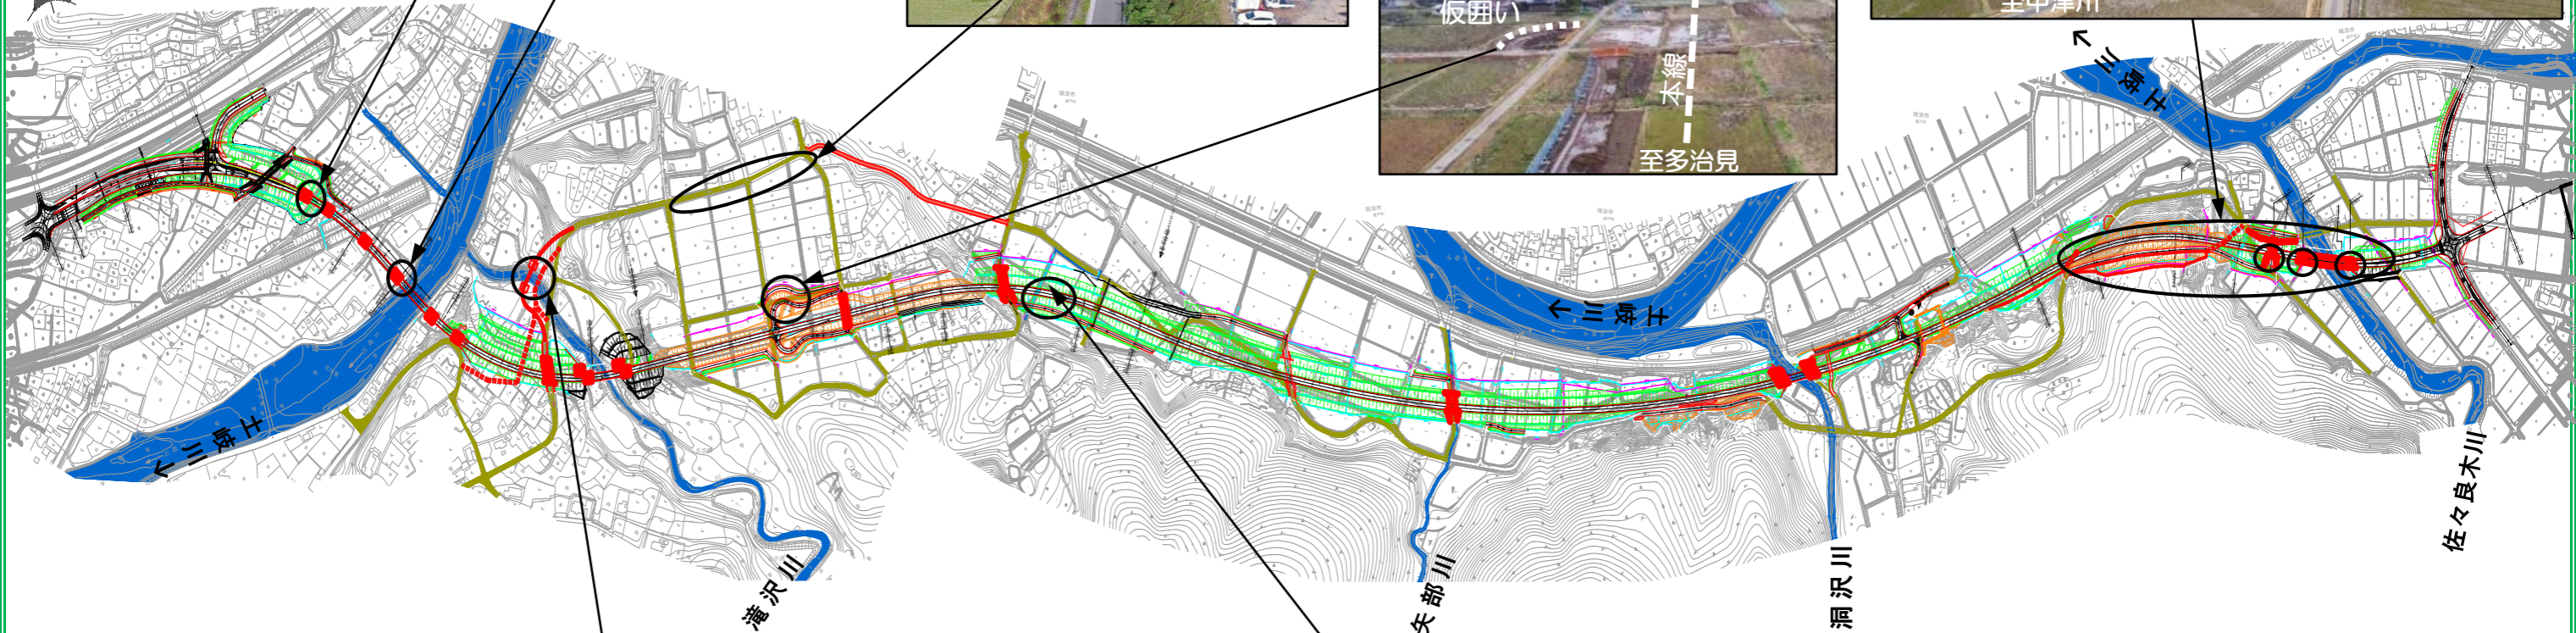 仮囲い
本線
至多治見
至中津川
土岐川
土岐川
土岐川
滝沢川
矢部川
洞沢川
佐々良木川